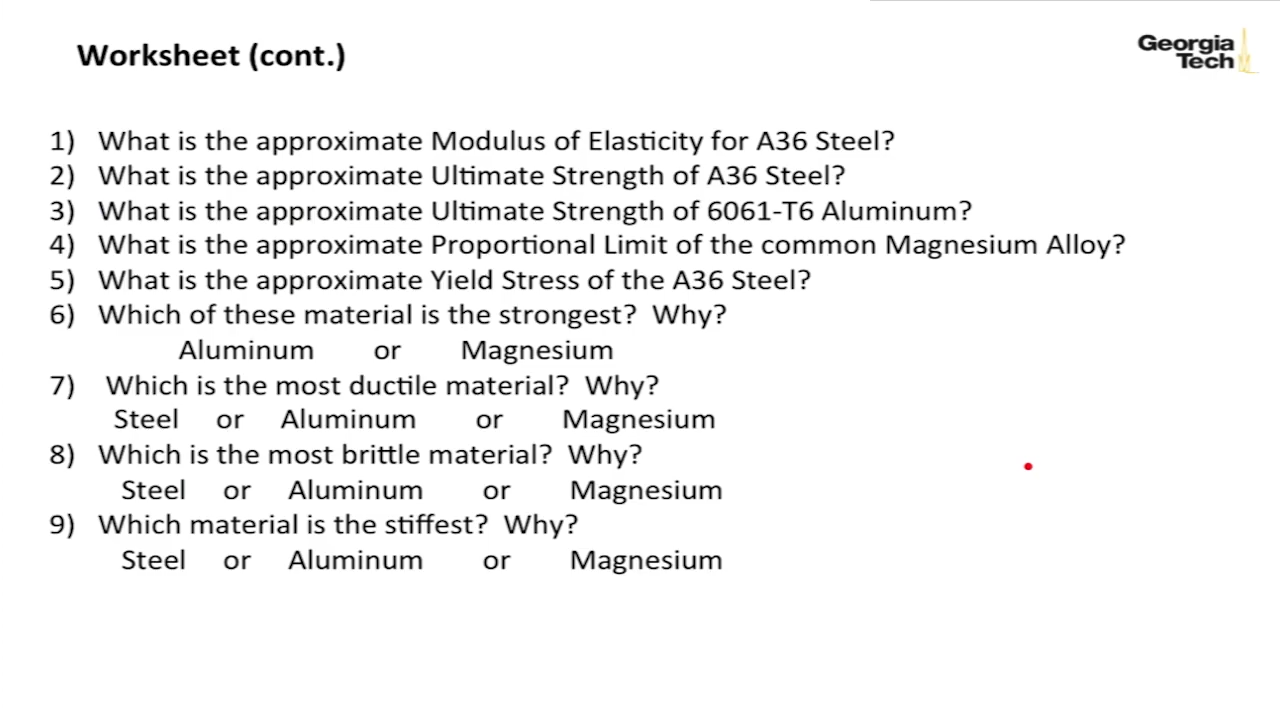 Worksheet (cont.)
Georgia
Tech
1) What is the approximate Modulus of Elasticity for A36 Steel?
2) What is the approximate Ultimate Strength of A36 Steel?
3) What is the approximate Ultimate Strength of 6061-T6 Aluminum?
4) What is the approximate Proportional Limit of the common Magnesium Alloy?
5) What is the approximate Yield Stress of the A36 Steel?
6) Which of these material is the strongest? Why?
Aluminum or Magnesium
7) Which is the most ductile material? Why?
Steel or Aluminum or Magnesium
8) Which is the most brittle material? Why?
Steel or Aluminum or Magnesium
9) Which material is the stiffest? Why?
Steel or Aluminum or Magnesium